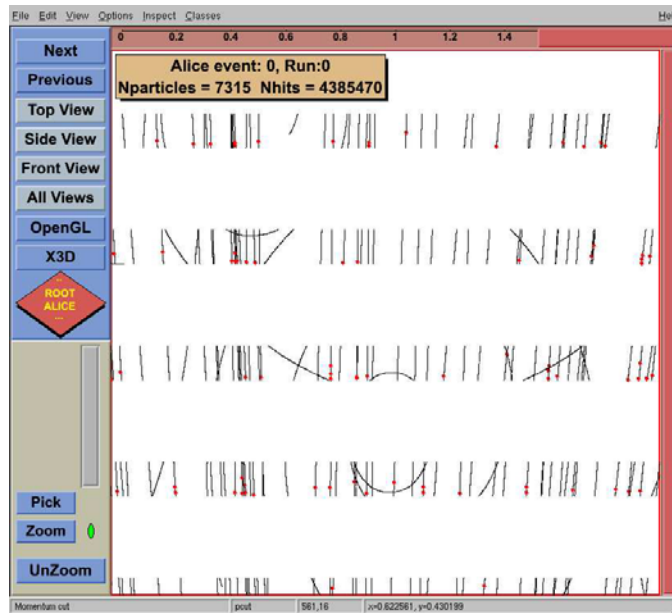 File Edit View Options Inspect Classes
0 0.2 0.4 0.6 0.8 1 1.2 1.4
Next
Previous
Top View
Side View
Front View
All Views
OpenGL
X3D
ROOT
ALICE
Alice event: 0, Run:0
Nparticles = 7315 Nhits = 4385470
Pick
Zoom
UnZoom
Momentum cut pcut 561,16 x=0.622561, y=0.430199